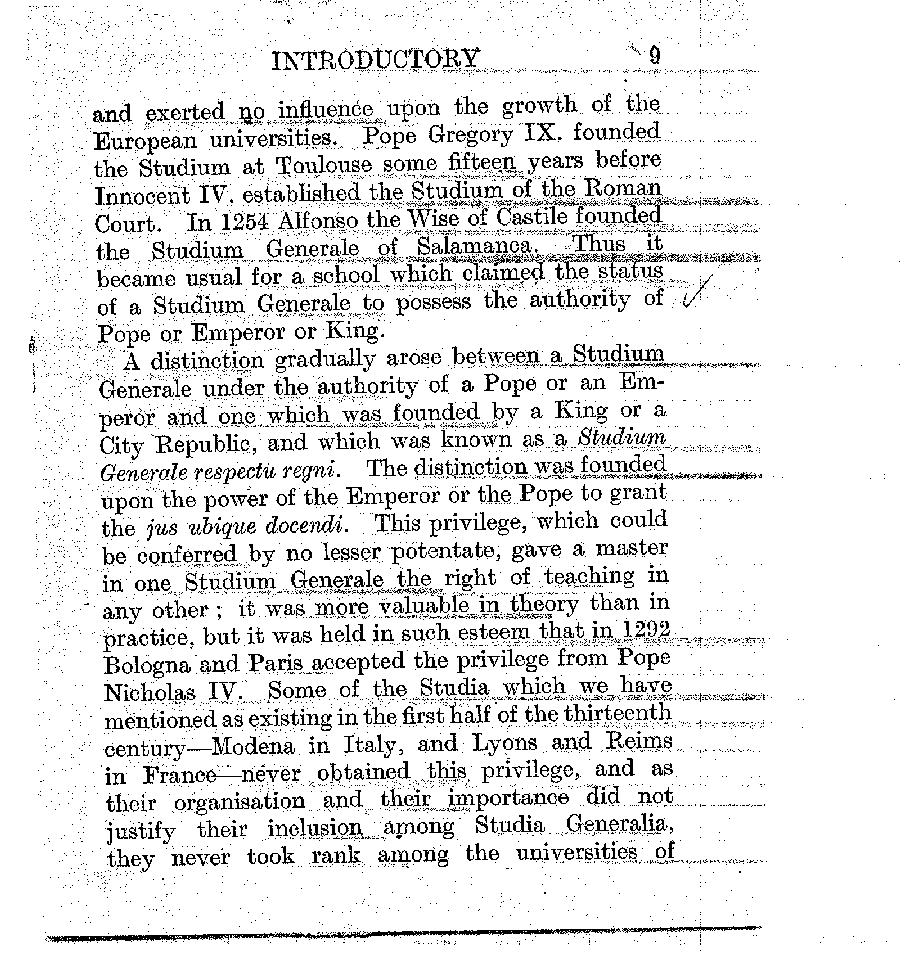 INTRODUCTORY 9
and exerted no influence upon the growth of the
European universities. Pope Gregory IX. founded
the Studium at Toulouse some fifteen years before
Innocent IV. established the Studium of the Roman
Court. In 1254 Alfonso the Wise of Castile founded
the Studium Generale of Salamanca. Thus it
became usual for a school which claimed the status
of a Studium Generale to possess the authority of
Pope or Emperor or King.
A distinction gradually arose between a Studium
Generale under the authority of a Pope or an Em-
peror and one which was founded by a King or a
City Republic, and which was known as a Studium
Generale respectu regni. The distinction was founded
upon the power of the Emperor or the Pope to grant
the jus ubique docendi. This privilege, which could
be conferred by no lesser potentate, gave a master
in one Studium Generale the right of teaching in
any other ; it was more valuable in theory than in
practice, but it was held in such esteem that in 1292
Bologna and Paris accepted the privilege from Pope
Nicholas IV. Some of the Studia which we have
mentioned as existing in the first half of the thirteenth
century—Modena in Italy, and Lyons and Reims
in France—never obtained this privilege, and as
their organisation and their importance did not
justify their inclusion among Studia Generalia,
they never took rank among the universities of